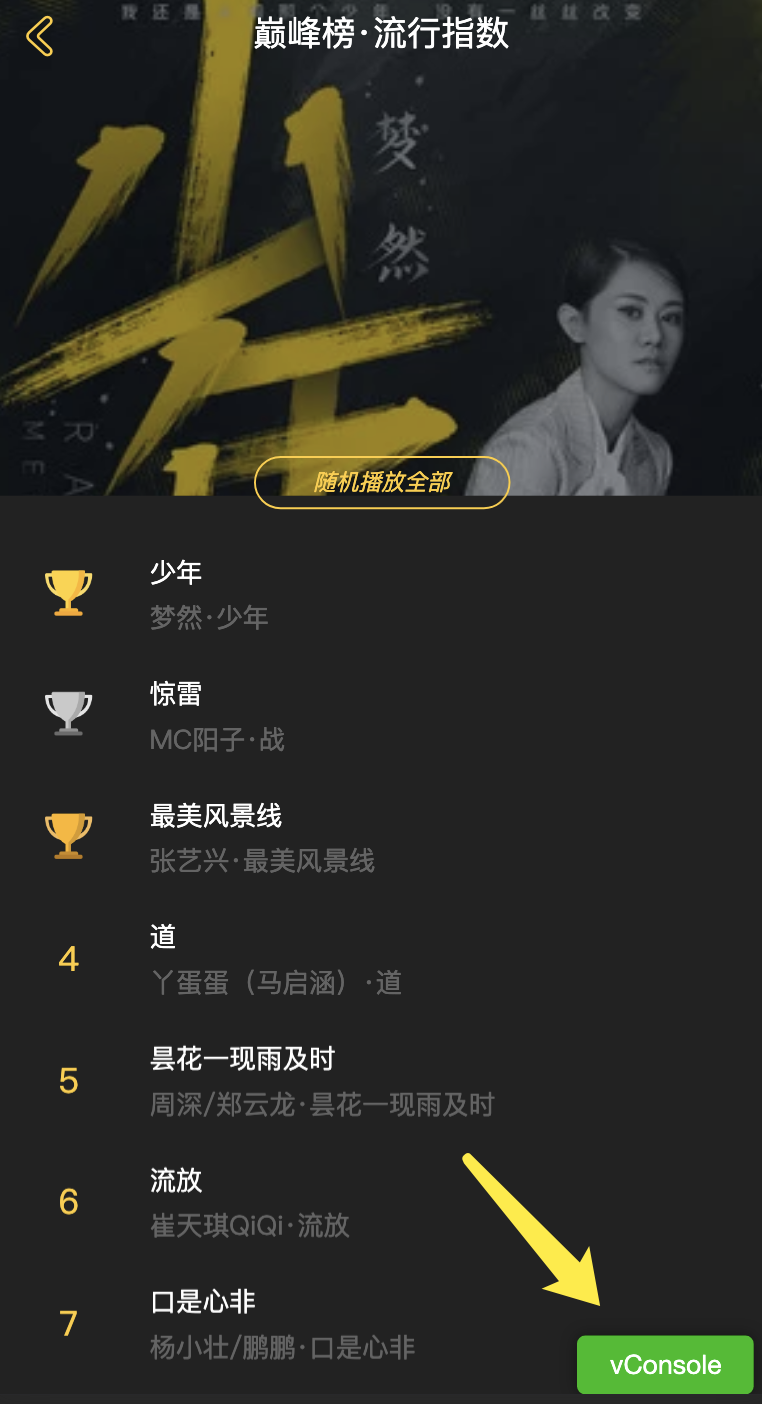 我还是
少年 没有一丝丝改变
巅峰榜·流行指数
少年
梦然
RA
ME
随机播放全部
少年
梦然·少年
惊雷
MC阳子·战
最美风景线
张艺兴·最美风景线
4
道
丫蛋蛋（马启涵）·道
5
昙花一现雨及时
周深/郑云龙·昙花一现雨及时
6
流放
崔天琪QiQi·流放
7
口是心非
杨小壮/鹏鹏·口是心非
vConsole